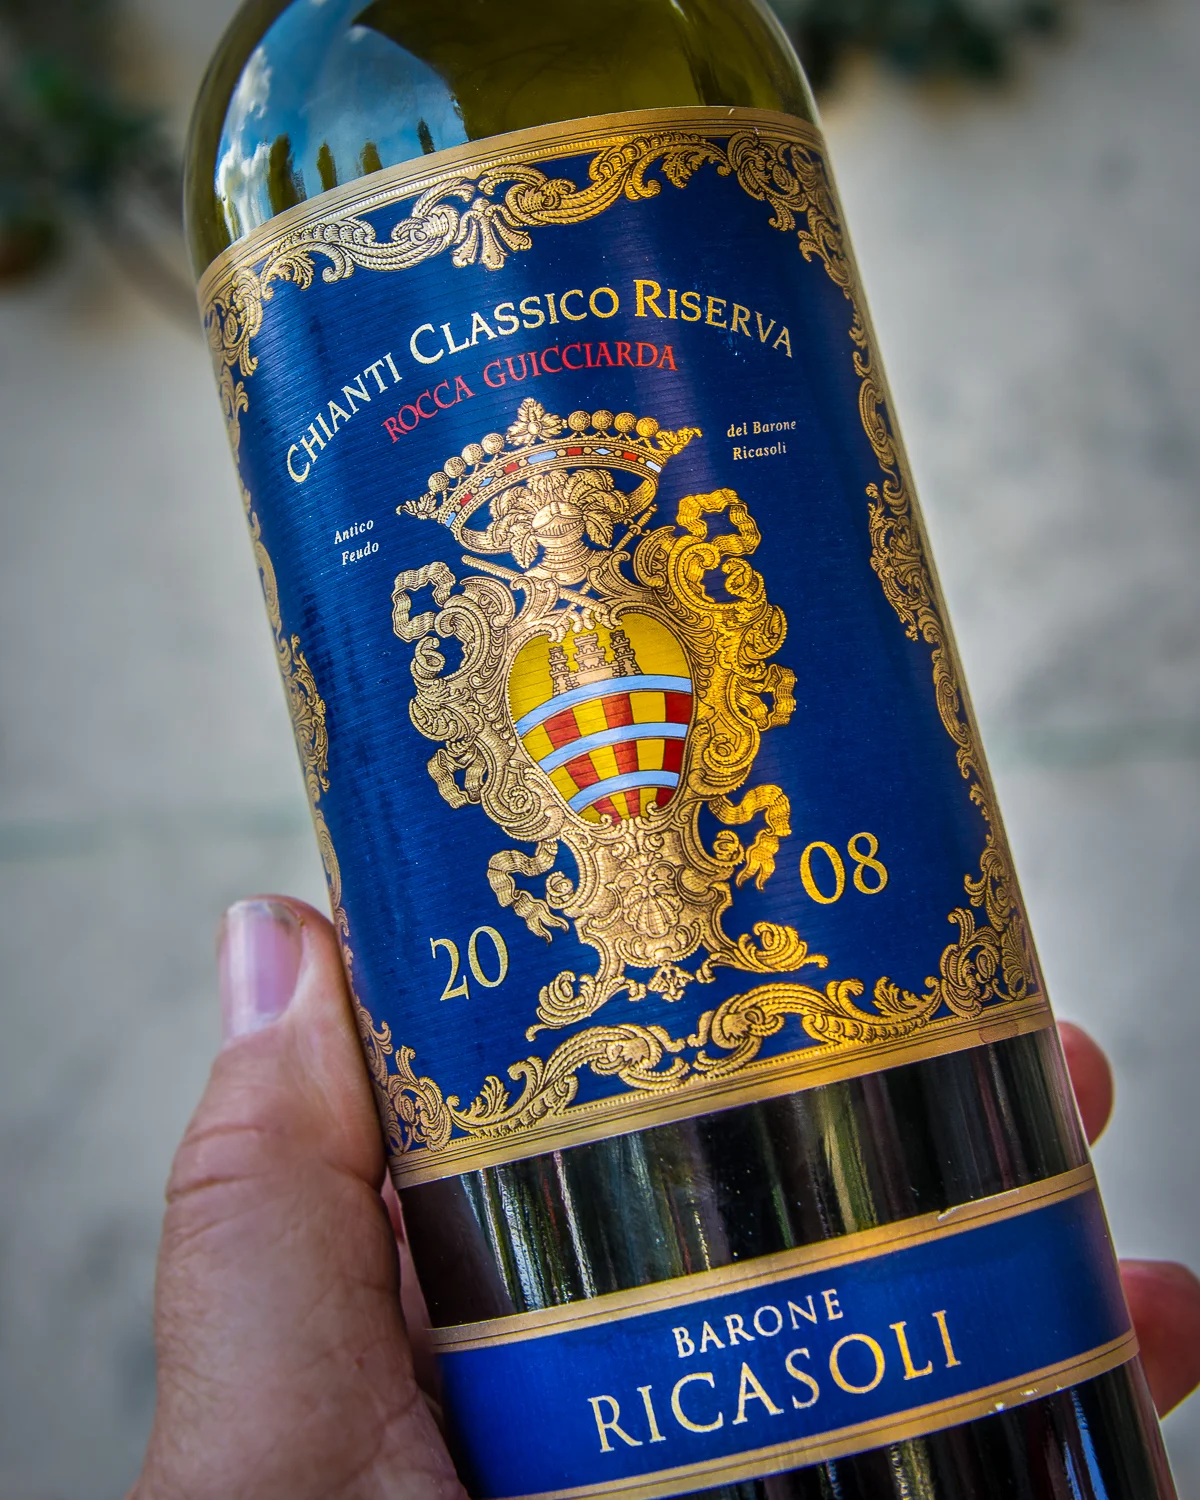 CHIANTI CLASSICO RISERVA
ROCCA GUICCIARDA
Antico
Feudo
del Barone
Ricasoli
20 08
BARONE
RICASOLI